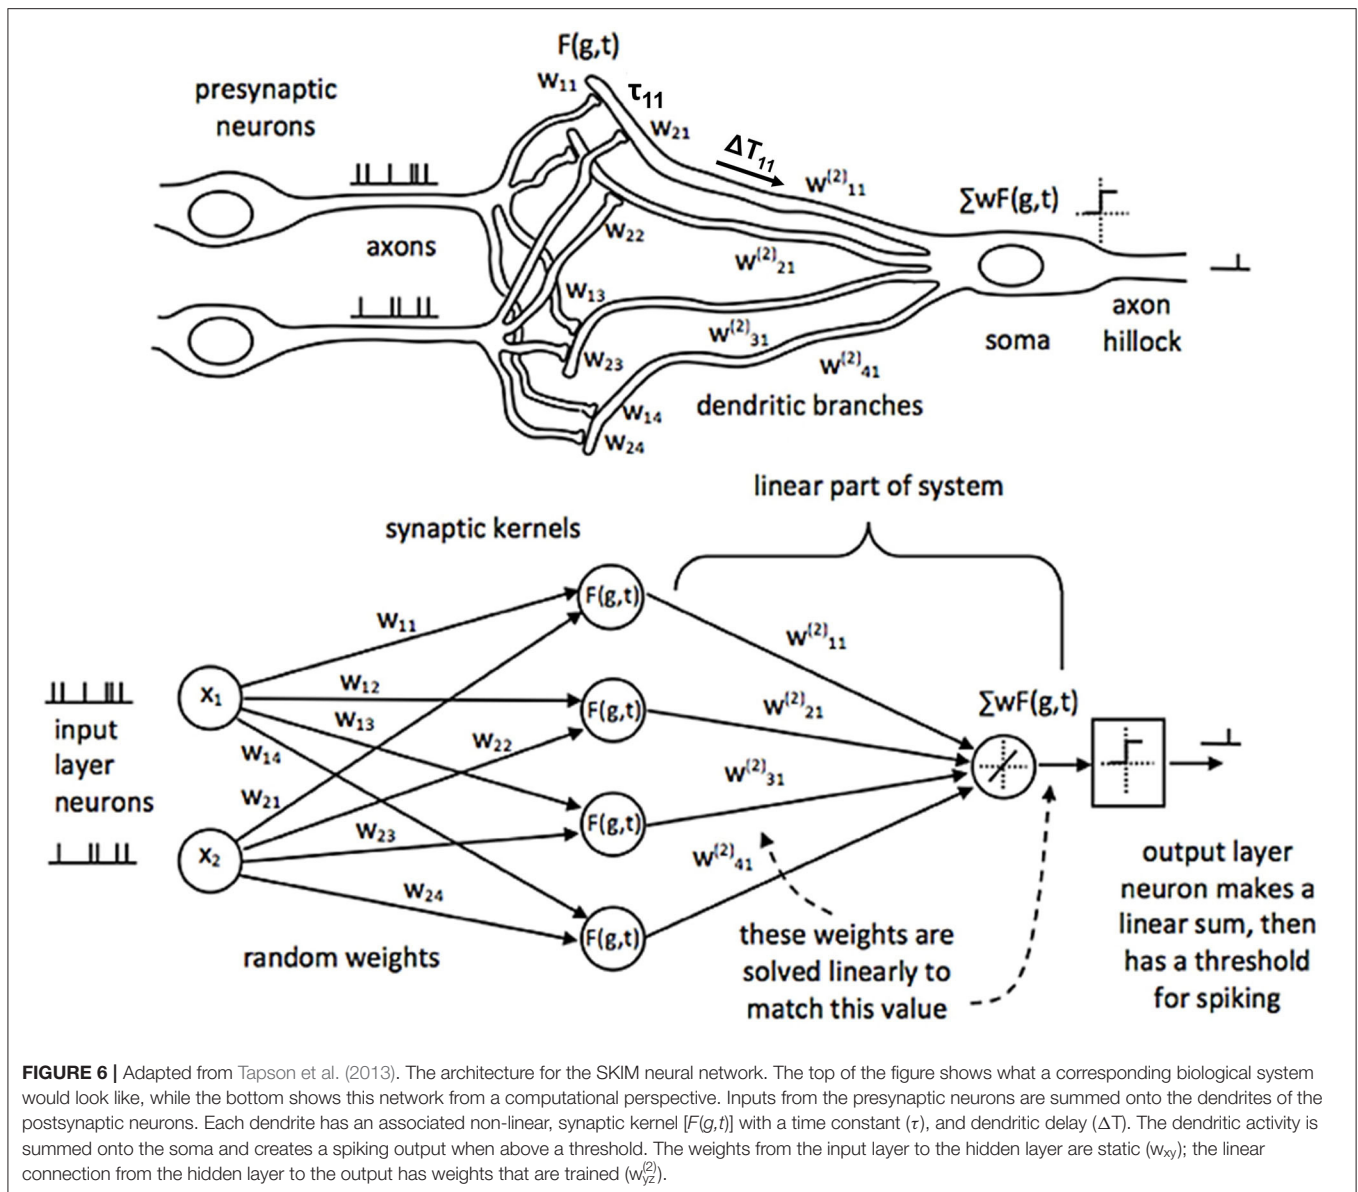 F(g,t)
presynaptic
neurons
W₁₁
τ₁₁
W₂₁
ΔT₁₁
W⁽²⁾₁₁
∑wF(g,t)
axons
W₂₂
W⁽²⁾₂₁
W₁₃
W⁽²⁾₃₁
W₂₃
W⁽²⁾₄₁
soma
axon
hillock
dendritic branches
W₁₄
W₂₄
linear part of system
synaptic kernels
F(g,t)
W₁₁
W⁽²⁾₁₁
X₁
W₁₂
W₁₃
F(g,t)
W⁽²⁾₂₁
∑wF(g,t)
input
layer
neurons
W₁₄
W₂₂
W₂₁
W⁽²⁾₃₁
F(g,t)
W₂₃
X₂
W⁽²⁾₄₁
W₂₄
F(g,t)
random weights
these weights are
solved linearly to
match this value
output layer
neuron makes a
linear sum, then
has a threshold
for spiking
FIGURE 6 | Adapted from Tapson et al. (2013). The architecture for the SKIM neural network. The top of the figure shows what a corresponding biological system
would look like, while the bottom shows this network from a computational perspective. Inputs from the presynaptic neurons are summed onto the dendrites of the
postsynaptic neurons. Each dendrite has an associated non-linear, synaptic kernel [F(g,t)] with a time constant (τ), and dendritic delay (ΔT). The dendritic activity is
summed onto the soma and creates a spiking output when above a threshold. The weights from the input layer to the hidden layer are static (wxy); the linear
connection from the hidden layer to the output has weights that are trained (w⁽²⁾yz).